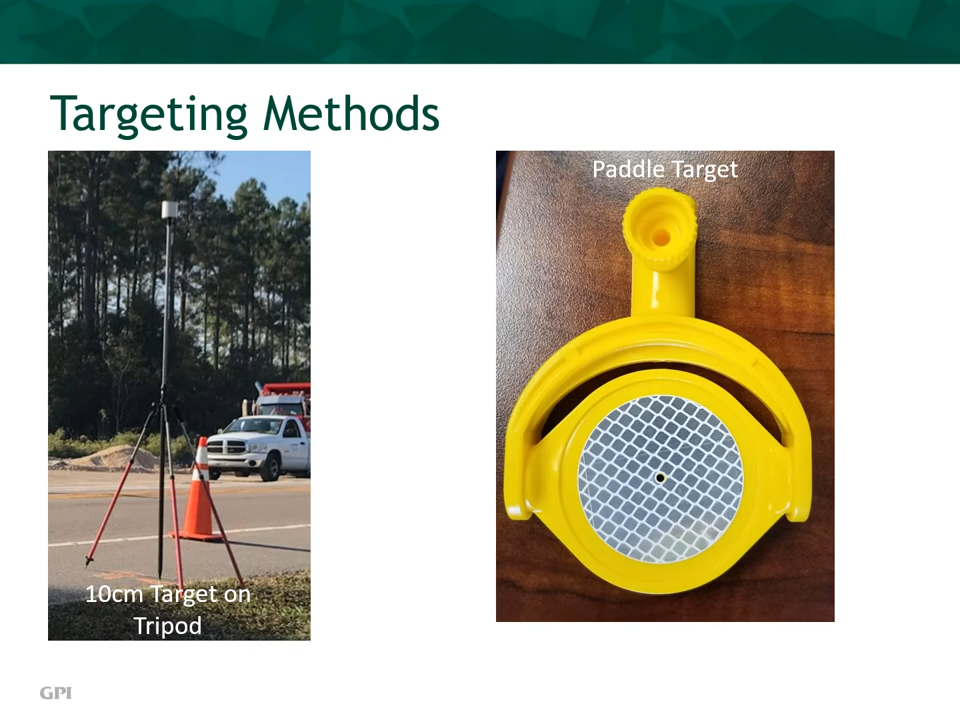 Targeting Methods
Paddle Target
10cm Target on
Tripod
GPI